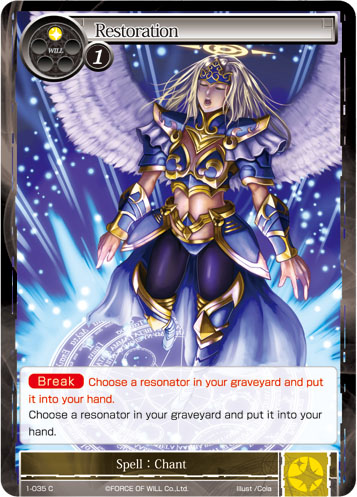 Restoration
WILL
1
Break Choose a resonator in your graveyard and put
it into your hand.
Choose a resonator in your graveyard and put it into your
hand.
Spell : Chant
1-035 C ©FORCE OF WILL Co.,Ltd. Illust /Cola